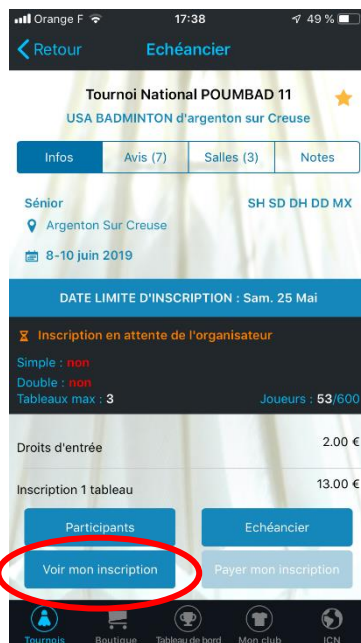 Orange F 17:38 49 %
Retour Echéancier
Tournoi National POUMBAD 11
USA BADMINTON d'argenton sur Creuse
Infos Avis (7) Salles (3) Notes
Sénior SH SD DH DD MX
Argenton Sur Creuse
8-10 juin 2019
DATE LIMITE D'INSCRIPTION : Sam. 25 Mai
Inscription en attente de l'organisateur
Simple : non
Double : non
Tableaux max : 3 Joueurs : 53/600
Droits d'entrée 2.00 €
Inscription 1 tableau 13.00 €
Participants Echéancier
Voir mon inscription Payer mon inscription
Tournois Boutique Tableau de bord Mon club ICN